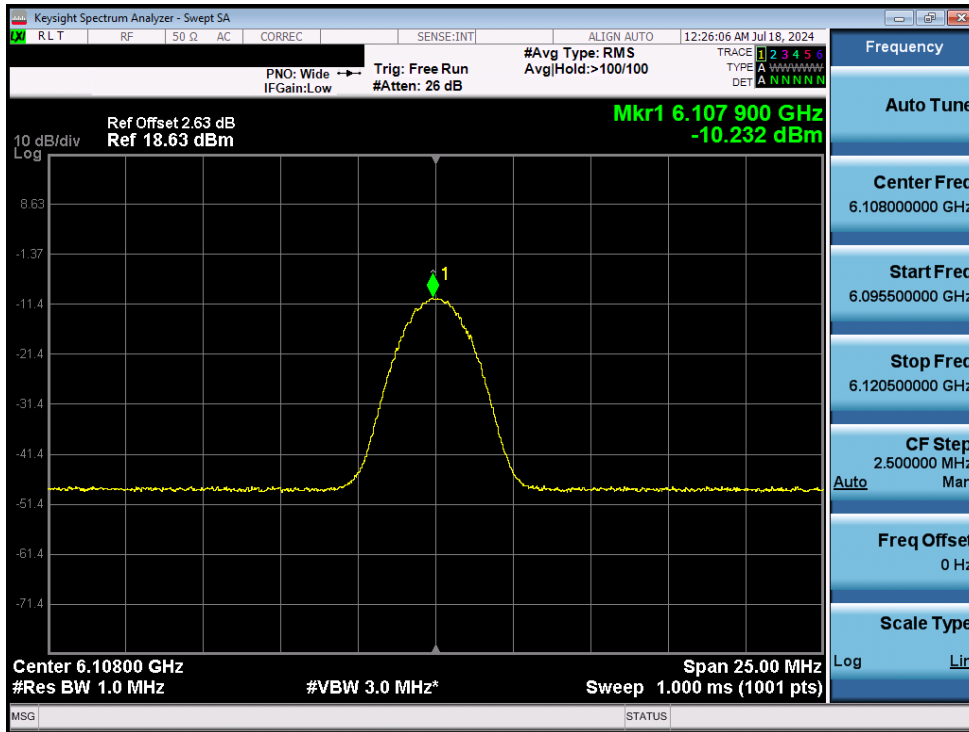 Keysight Spectrum Analyzer - Swept SA
LXI RLT RF 50 Ω AC CORREC SENSE:INT ALIGN AUTO 12:26:06 AM Jul 18, 2024
PNO: Wide
IFGain:Low
Trig: Free Run
#Atten: 26 dB
#Avg Type: RMS
Avg|Hold:>100/100
TRACE 1 2 3 4 5 6
TYPE A WWWWW
DET A N N N N N
Mkr1 6.107 900 GHz
-10.232 dBm
10 dB/div
Log
Ref Offset 2.63 dB
Ref 18.63 dBm
8.63
-1.37
-11.4
-21.4
-31.4
-41.4
-51.4
-61.4
-71.4
1
Center 6.10800 GHz
Span 25.00 MHz
#Res BW 1.0 MHz
#VBW 3.0 MHz*
Sweep 1.000 ms (1001 pts)
MSG
STATUS
Frequency
Auto Tune
Center Freq
6.108000000 GHz
Start Freq
6.095500000 GHz
Stop Freq
6.120500000 GHz
CF Step
2.500000 MHz
Auto Man
Freq Offset
0 Hz
Scale Type
Log Lin